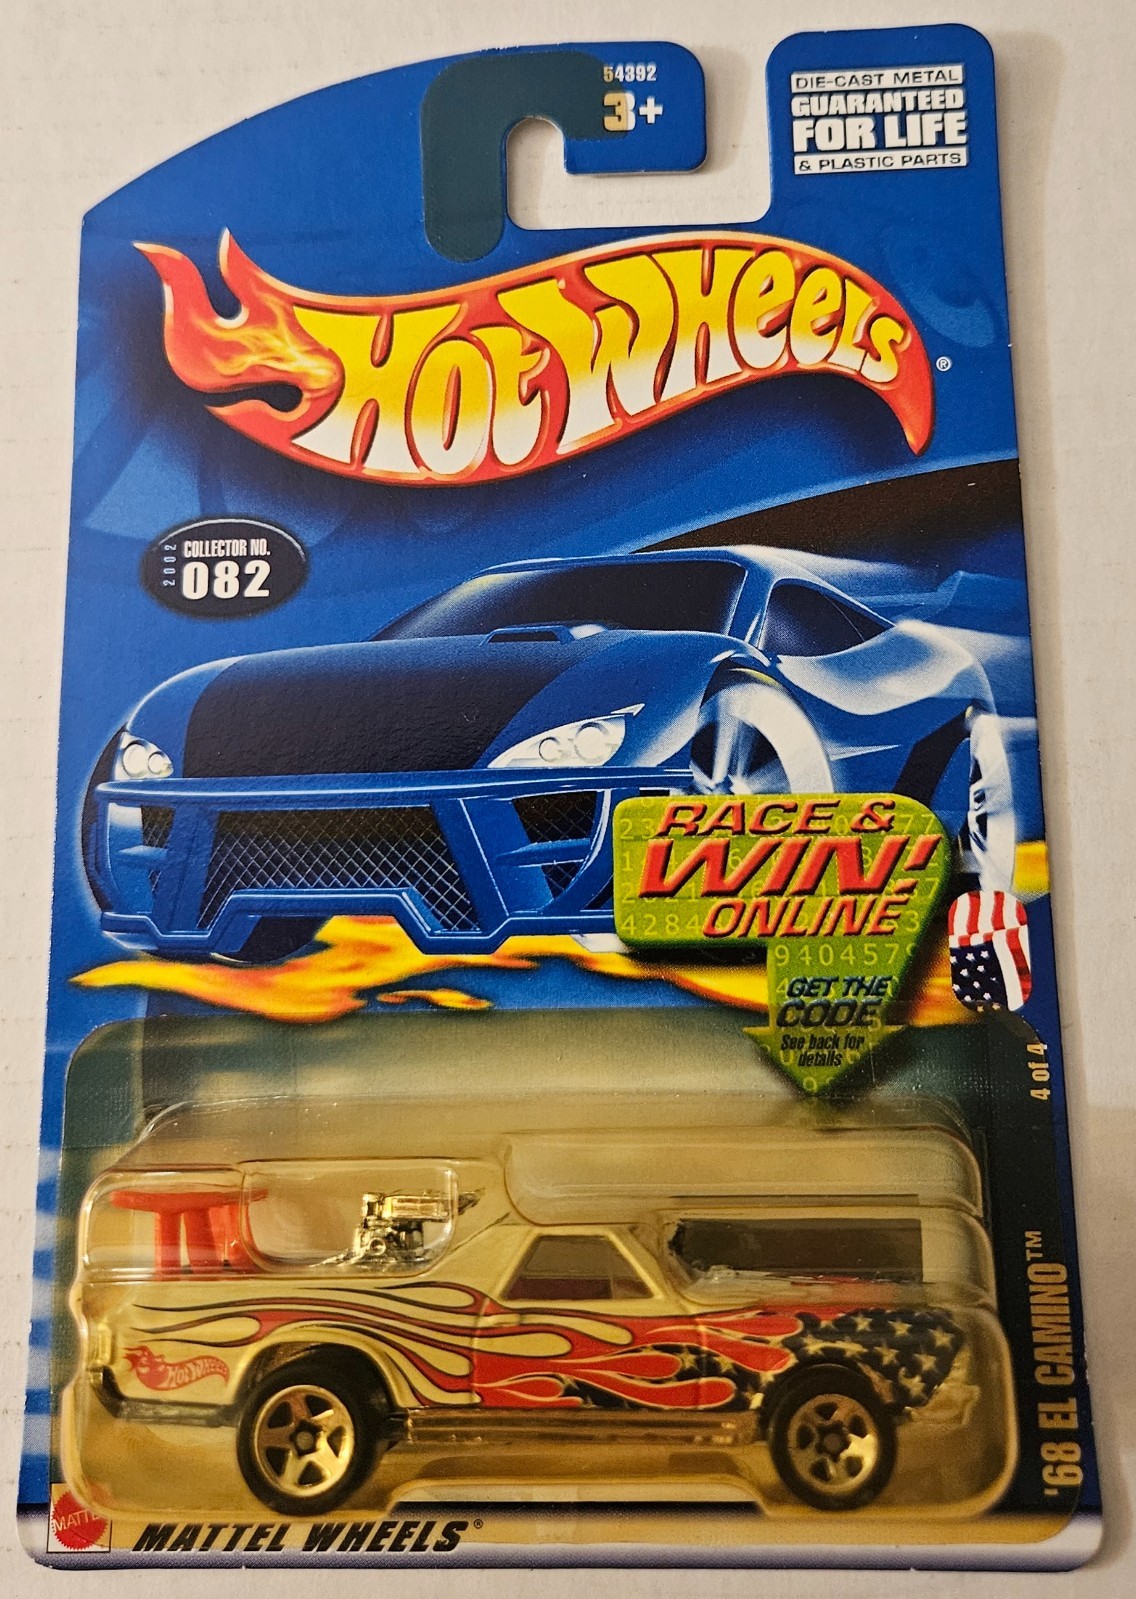 54392
3+
DIE-CAST METAL
GUARANTEED
FOR LIFE
& PLASTIC PARTS
HOT WHEELS ®
2002
COLLECTOR NO.
082
RACE &
WIN!
ONLINE
9404579
GET THE
CODE
See back for
details
4 of 4
'68 EL CAMINO™
HOT WHEELS
MATTEL
MATTEL WHEELS®